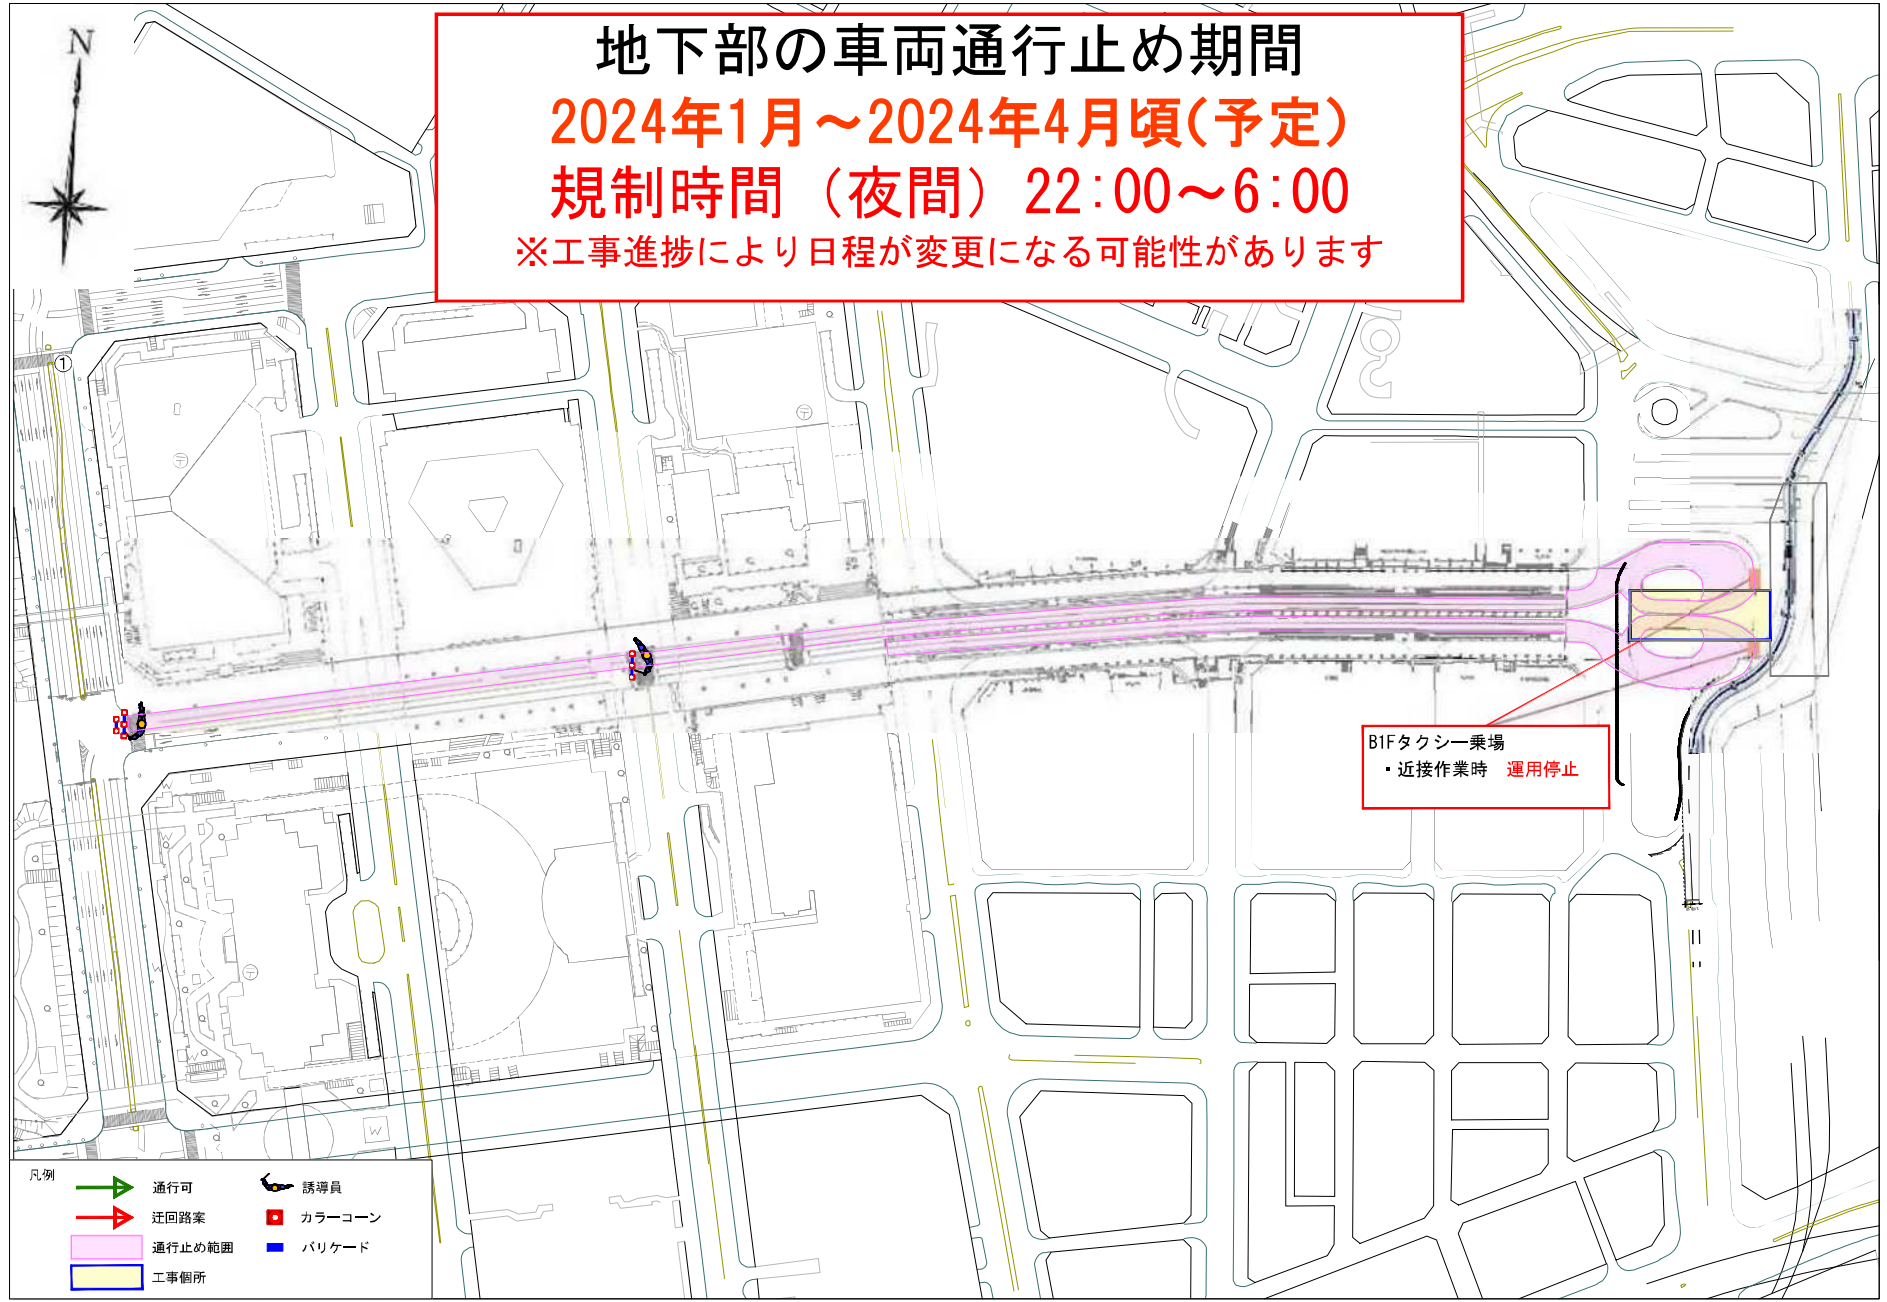 地下部の車両通行止め期間
2024年1月～2024年4月頃(予定)
規制時間（夜間）22:00～6:00
※工事進捗により日程が変更になる可能性があります
N
①
B1Fタクシー乗場
・近接作業時　運用停止
凡例
通行可
迂回路案
通行止め範囲
工事個所
誘導員
カラーコーン
バリケード